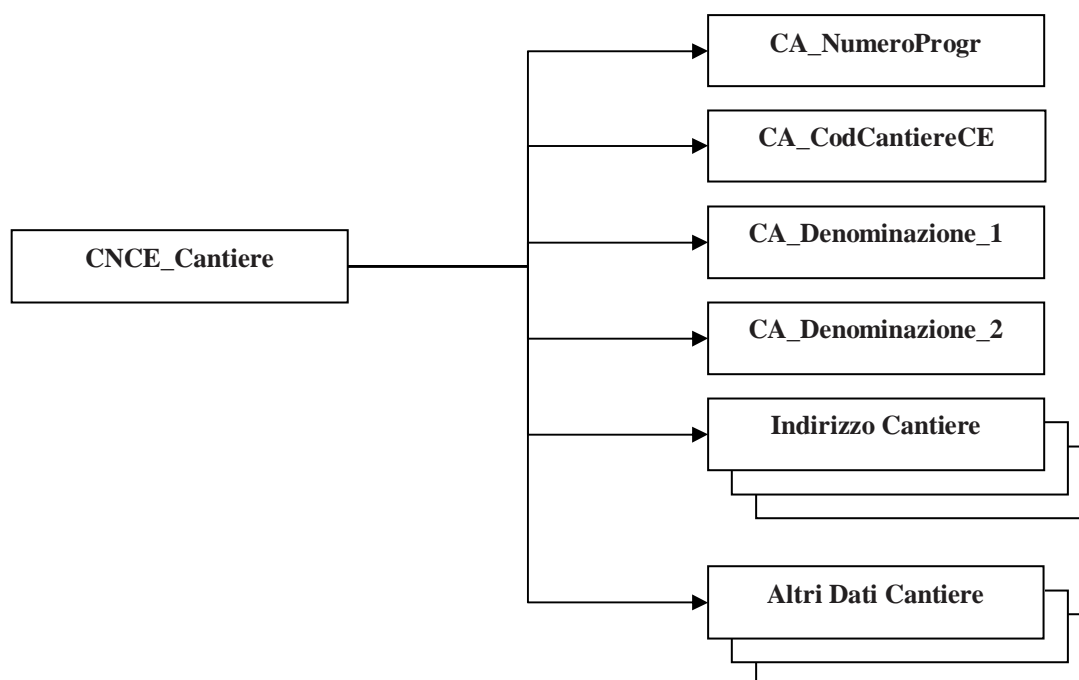 CA_NumeroProgr
CA_CodCantiereCE
CA_Denominazione_1
CNCE_Cantiere
CA_Denominazione_2
Indirizzo Cantiere
Altri Dati Cantiere